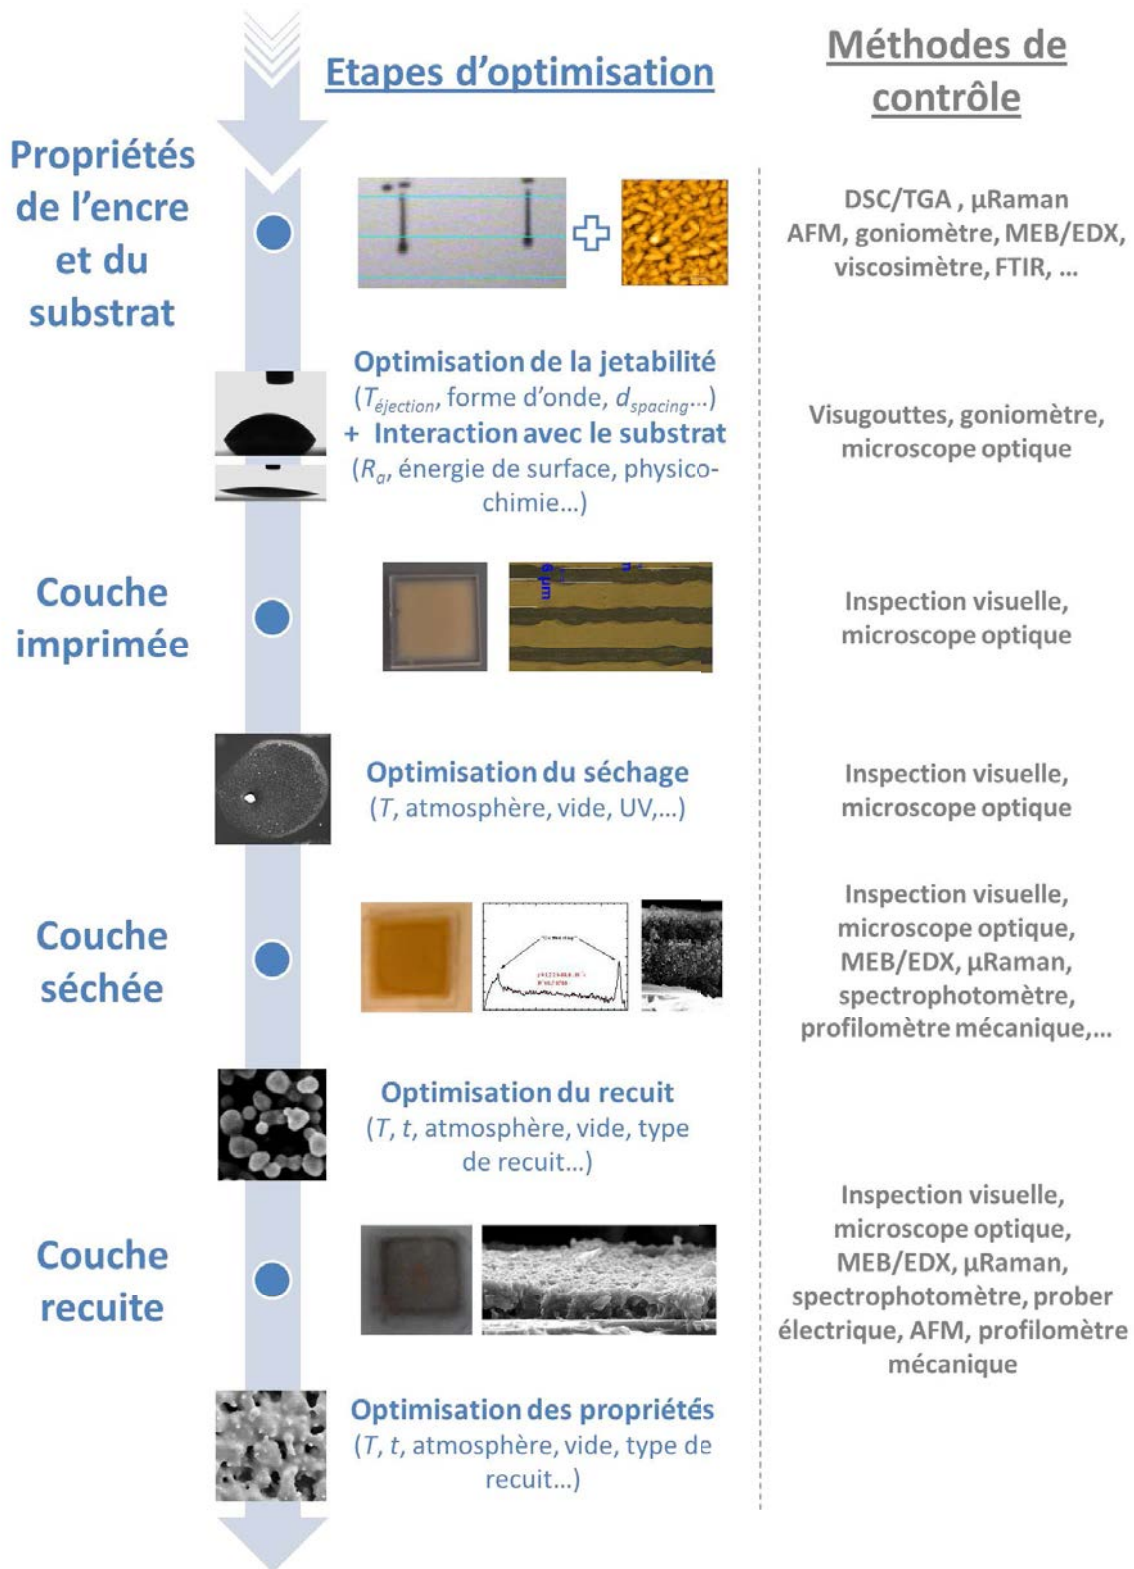 Etapes d'optimisation
Méthodes de
contrôle
Propriétés
de l'encre
et du
substrat
DSC/TGA , µRaman
AFM, goniomètre, MEB/EDX,
viscosimètre, FTIR, ...
Optimisation de la jetabilité
(Téjection, forme d'onde, dspacing...)
+ Interaction avec le substrat
(Ra, énergie de surface, physico-
chimie...)
Visugouttes, goniomètre,
microscope optique
Couche
imprimée
6 µm
n
Inspection visuelle,
microscope optique
Optimisation du séchage
(T, atmosphère, vide, UV,...)
Inspection visuelle,
microscope optique
Couche
séchée
Inspection visuelle,
microscope optique,
MEB/EDX, µRaman,
spectrophotomètre,
profilomètre mécanique,...
Optimisation du recuit
(T, t, atmosphère, vide, type
de recuit...)
Couche
recuite
Inspection visuelle,
microscope optique,
MEB/EDX, µRaman,
spectrophotomètre, prober
électrique, AFM, profilomètre
mécanique
Optimisation des propriétés
(T, t, atmosphère, vide, type de
recuit...)